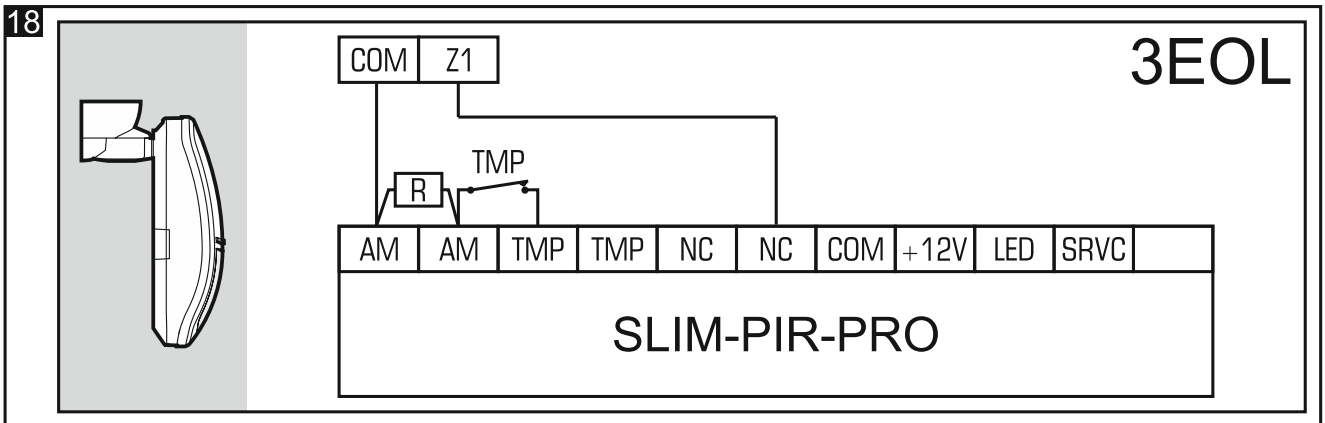 18
COM Z1 3EOL
TMP
R
AM AM TMP TMP NC NC COM +12V LED SRVC
SLIM-PIR-PRO